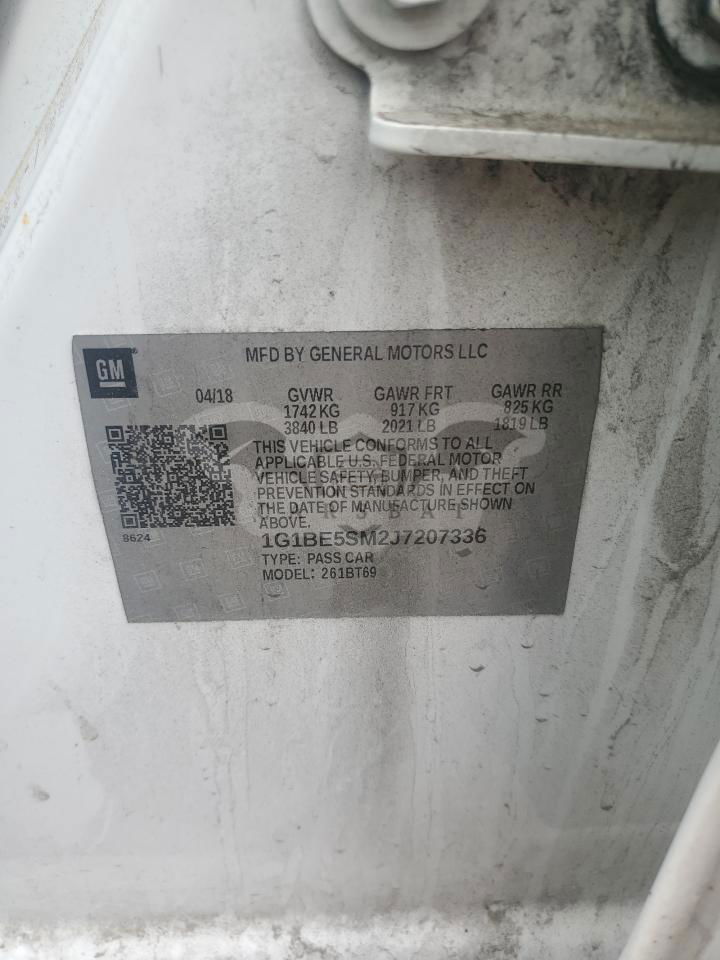 GM
MFD BY GENERAL MOTORS LLC
04/18 GVWR GAWR FRT GAWR RR
1742 KG 917 KG 825 KG
3840 LB 2021 LB 1819 LB
THIS VEHICLE CONFORMS TO ALL
APPLICABLE U.S. FEDERAL MOTOR
VEHICLE SAFETY, BUMPER, AND THEFT
PREVENTION STANDARDS IN EFFECT ON
THE DATE OF MANUFACTURE SHOWN
ABOVE.
8624
1G1BE5SM2J7207336
TYPE: PASS CAR
MODEL: 261BT69